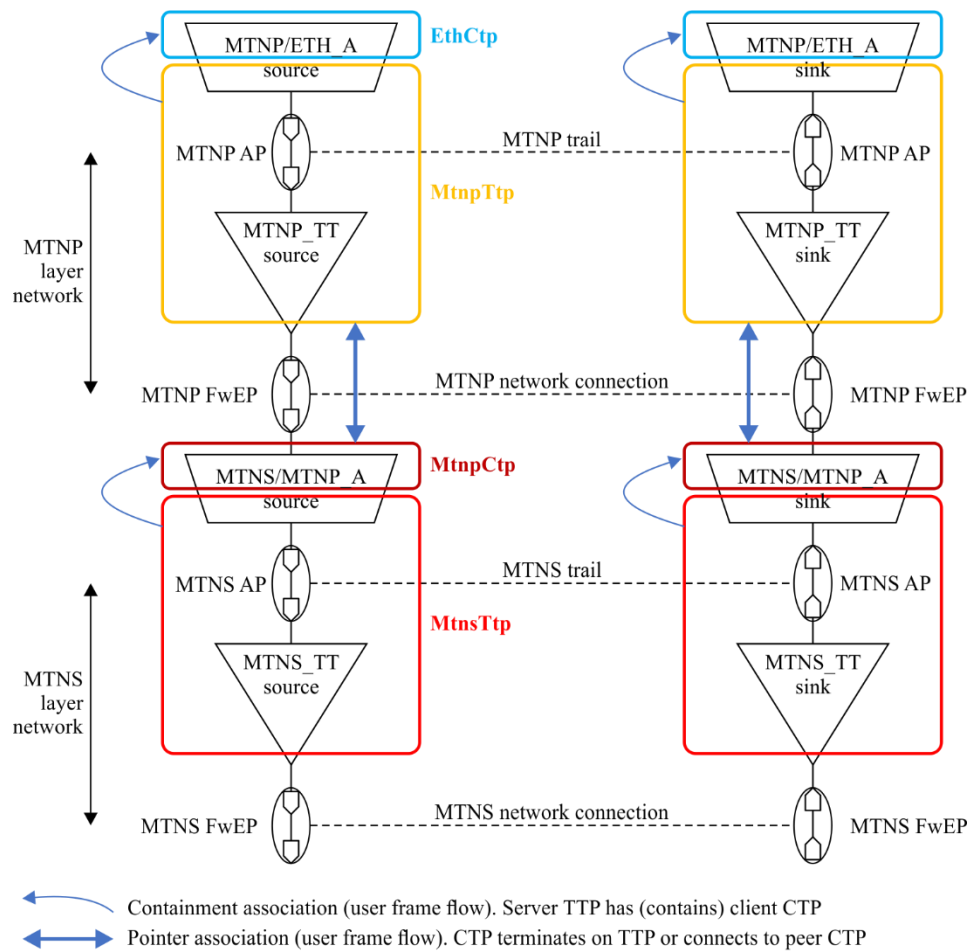 MTNP/ETH_A
source
EthCtp
MTNP/ETH_A
sink
MTNP AP
MTNP trail
MTNP AP
MtnpTtp
MTNP_TT
source
MTNP_TT
sink
MTNP
layer
network
MTNP FwEP
MTNP network connection
MTNP FwEP
MTNS/MTNP_A
source
MtnpCtp
MTNS/MTNP_A
sink
MTNS AP
MTNS trail
MTNS AP
MtnsTtp
MTNS_TT
source
MTNS_TT
sink
MTNS
layer
network
MTNS FwEP
MTNS network connection
MTNS FwEP
Containment association (user frame flow). Server TTP has (contains) client CTP
Pointer association (user frame flow). CTP terminates on TTP or connects to peer CTP